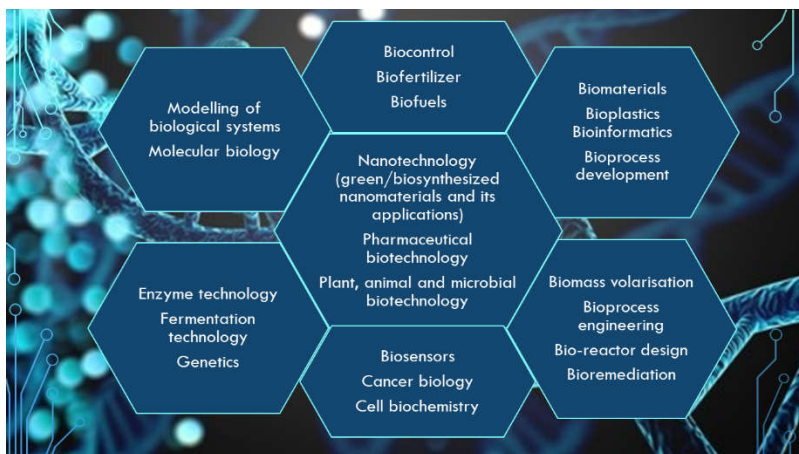 Biocontrol
Biofertilizer
Biofuels
Modelling of
biological systems
Molecular biology
Biomaterials
Bioplastics
Bioinformatics
Bioprocess
development
Nanotechnology
(green/biosynthesized
nanomaterials and its
applications)
Pharmaceutical
biotechnology
Plant, animal and microbial
biotechnology
Enzyme technology
Fermentation
technology
Genetics
Biomass volarisation
Bioprocess
engineering
Bio-reactor design
Bioremediation
Biosensors
Cancer biology
Cell biochemistry